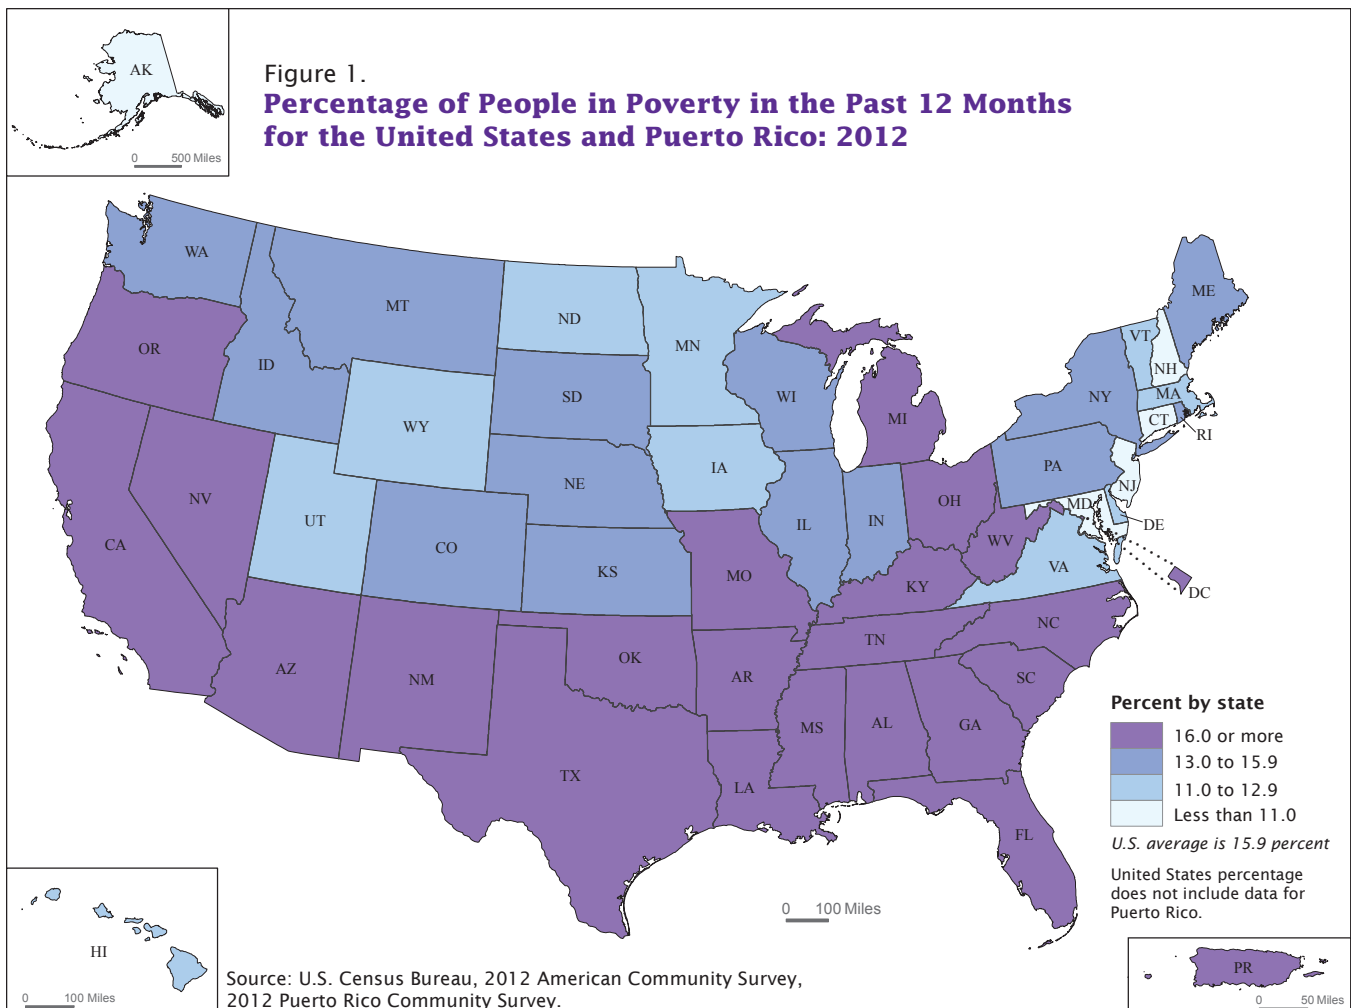 AK
0 500 Miles
Figure 1.
Percentage of People in Poverty in the Past 12 Months
for the United States and Puerto Rico: 2012
WA
MT
ND
MN
ME
OR
ID
SD
WI
MI
NY
VT
NH
MA
CT
RI
WY
IA
NE
PA
NJ
NV
UT
CO
IL
IN
OH
MD
DE
CA
KS
MO
WV
KY
VA
DC
AZ
NM
OK
AR
TN
NC
SC
TX
LA
MS
AL
GA
FL
Percent by state
16.0 or more
13.0 to 15.9
11.0 to 12.9
Less than 11.0
U.S. average is 15.9 percent
United States percentage
does not include data for
Puerto Rico.
0 100 Miles
HI
0 100 Miles
Source: U.S. Census Bureau, 2012 American Community Survey,
2012 Puerto Rico Community Survey.
PR
0 50 Miles